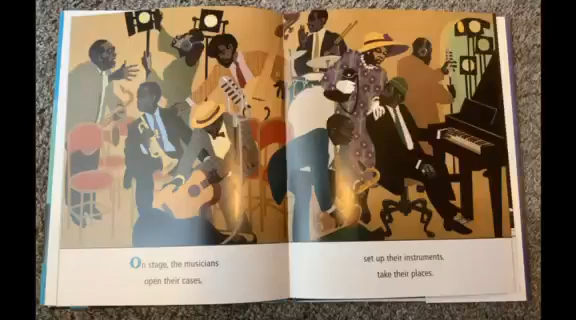 On stage, the musicians
open their cases,
set up their instruments,
take their places.